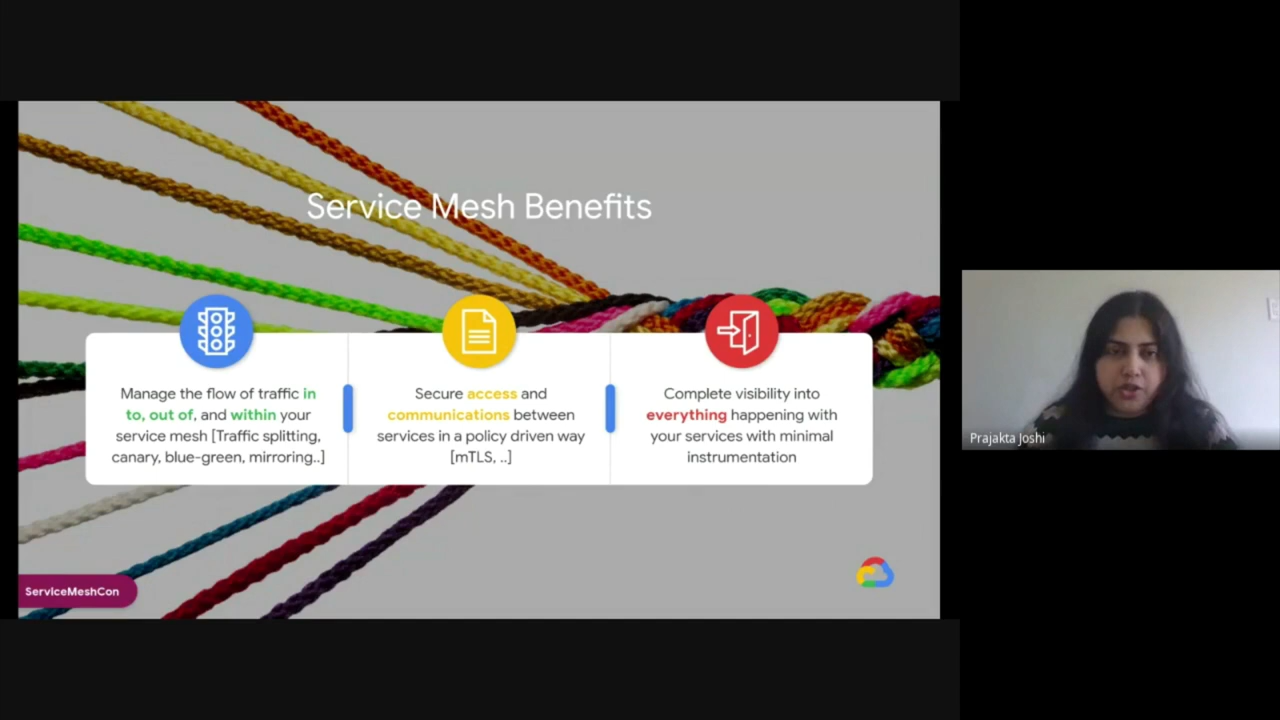 Service Mesh Benefits
Manage the flow of traffic in
to, out of, and within your
service mesh [Traffic splitting,
canary, blue-green, mirroring..]
Secure access and
communications between
services in a policy driven way
[mTLS, ..]
Complete visibility into
everything happening with
your services with minimal
instrumentation
ServiceMeshCon
Prajakta Joshi